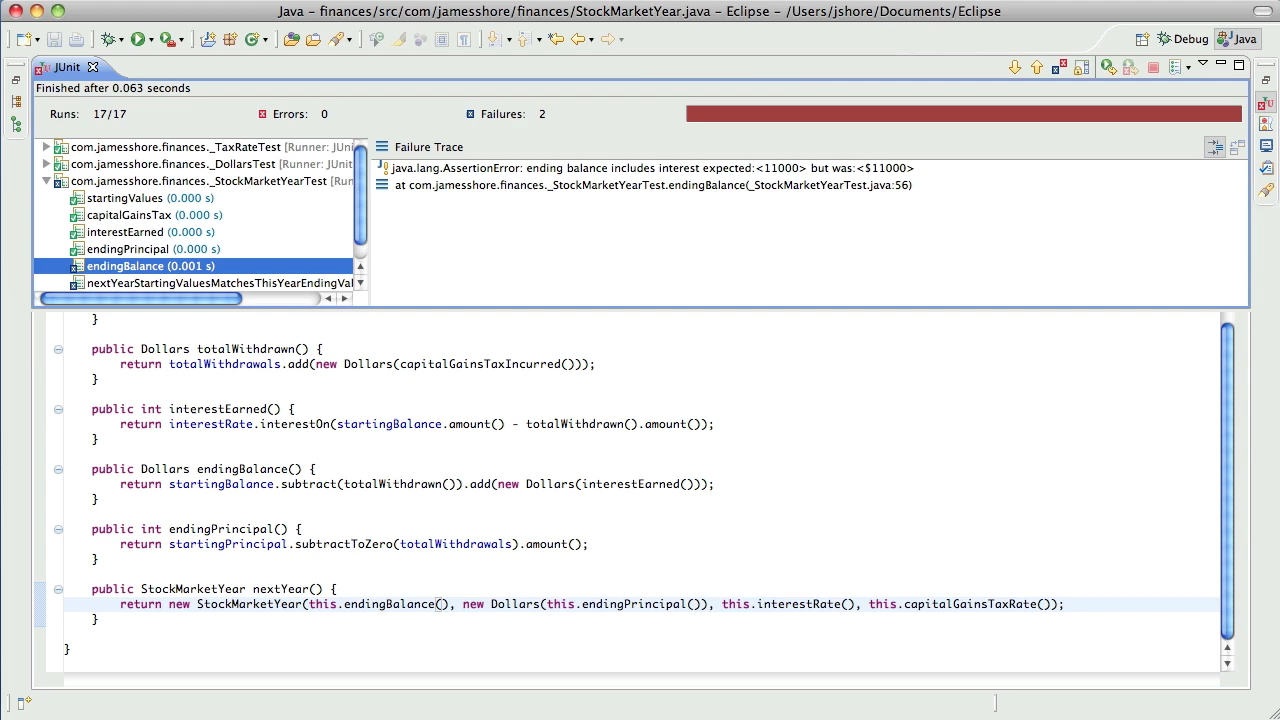 Java - finances/src/com/jamesshore/finances/StockMarketYear.java - Eclipse - /Users/jshore/Documents/Eclipse
Debug Java
JUnit
Finished after 0.063 seconds
Runs: 17/17 Errors: 0 Failures: 2
com.jamesshore.finances._TaxRateTest [Runner: JUnit
com.jamesshore.finances._DollarsTest [Runner: JUnit
com.jamesshore.finances._StockMarketYearTest [Run
startingValues (0.000 s)
capitalGainsTax (0.000 s)
interestEarned (0.000 s)
endingPrincipal (0.000 s)
endingBalance (0.001 s)
nextYearStartingValuesMatchesThisYearEndingVal
Failure Trace
java.lang.AssertionError: ending balance includes interest expected:<11000> but was:<$11000>
at com.jamesshore.finances._StockMarketYearTest.endingBalance(_StockMarketYearTest.java:56)
}
public Dollars totalWithdrawn() {
return totalWithdrawals.add(new Dollars(capitalGainsTaxIncurred()));
}
public int interestEarned() {
return interestRate.interestOn(startingBalance.amount() - totalWithdrawn().amount());
}
public Dollars endingBalance() {
return startingBalance.subtract(totalWithdrawn()).add(new Dollars(interestEarned()));
}
public int endingPrincipal() {
return startingPrincipal.subtractToZero(totalWithdrawals).amount();
}
public StockMarketYear nextYear() {
return new StockMarketYear(this.endingBalance(), new Dollars(this.endingPrincipal()), this.interestRate(), this.capitalGainsTaxRate());
}
}